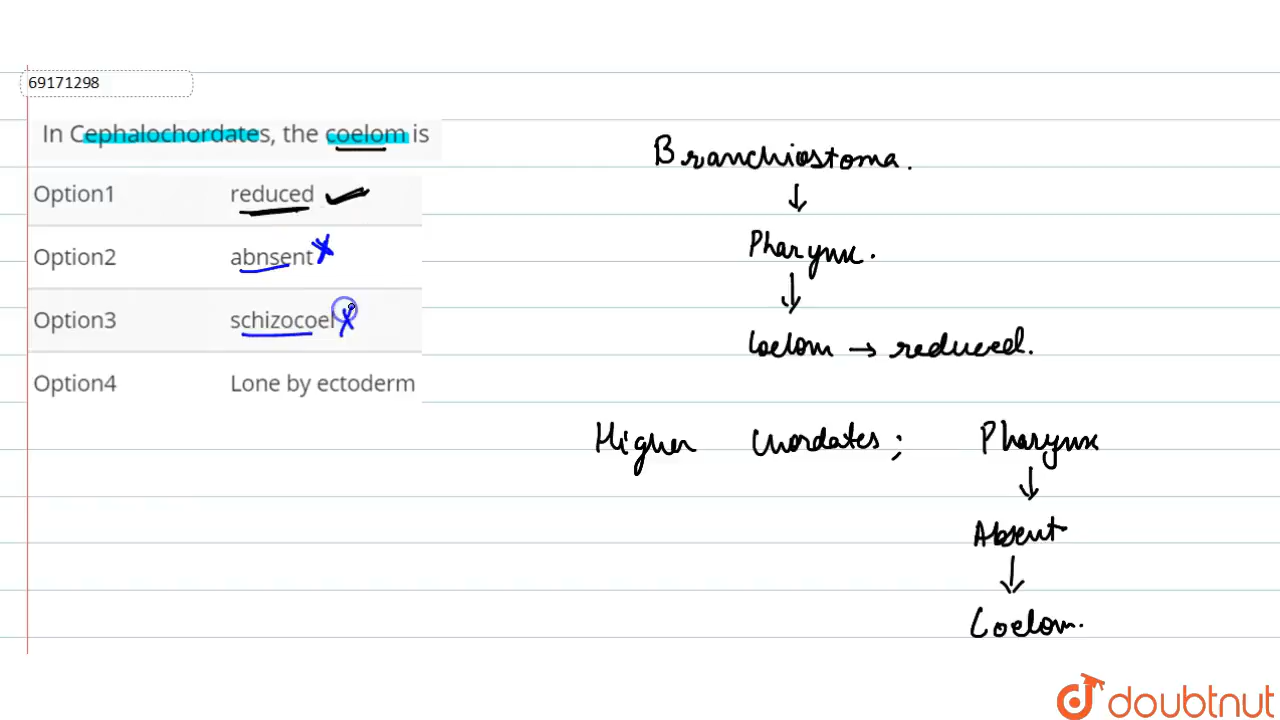 69171298
In Cephalochordates, the coelom is
Option1 reduced
Option2 abnsent
Option3 schizocoel
Option4 Lone by ectoderm
Branchiostoma.
Pharynx.
Coelom → reduced.
Higher Chordates; Pharynx
Absent
Coelom.
doubtnut